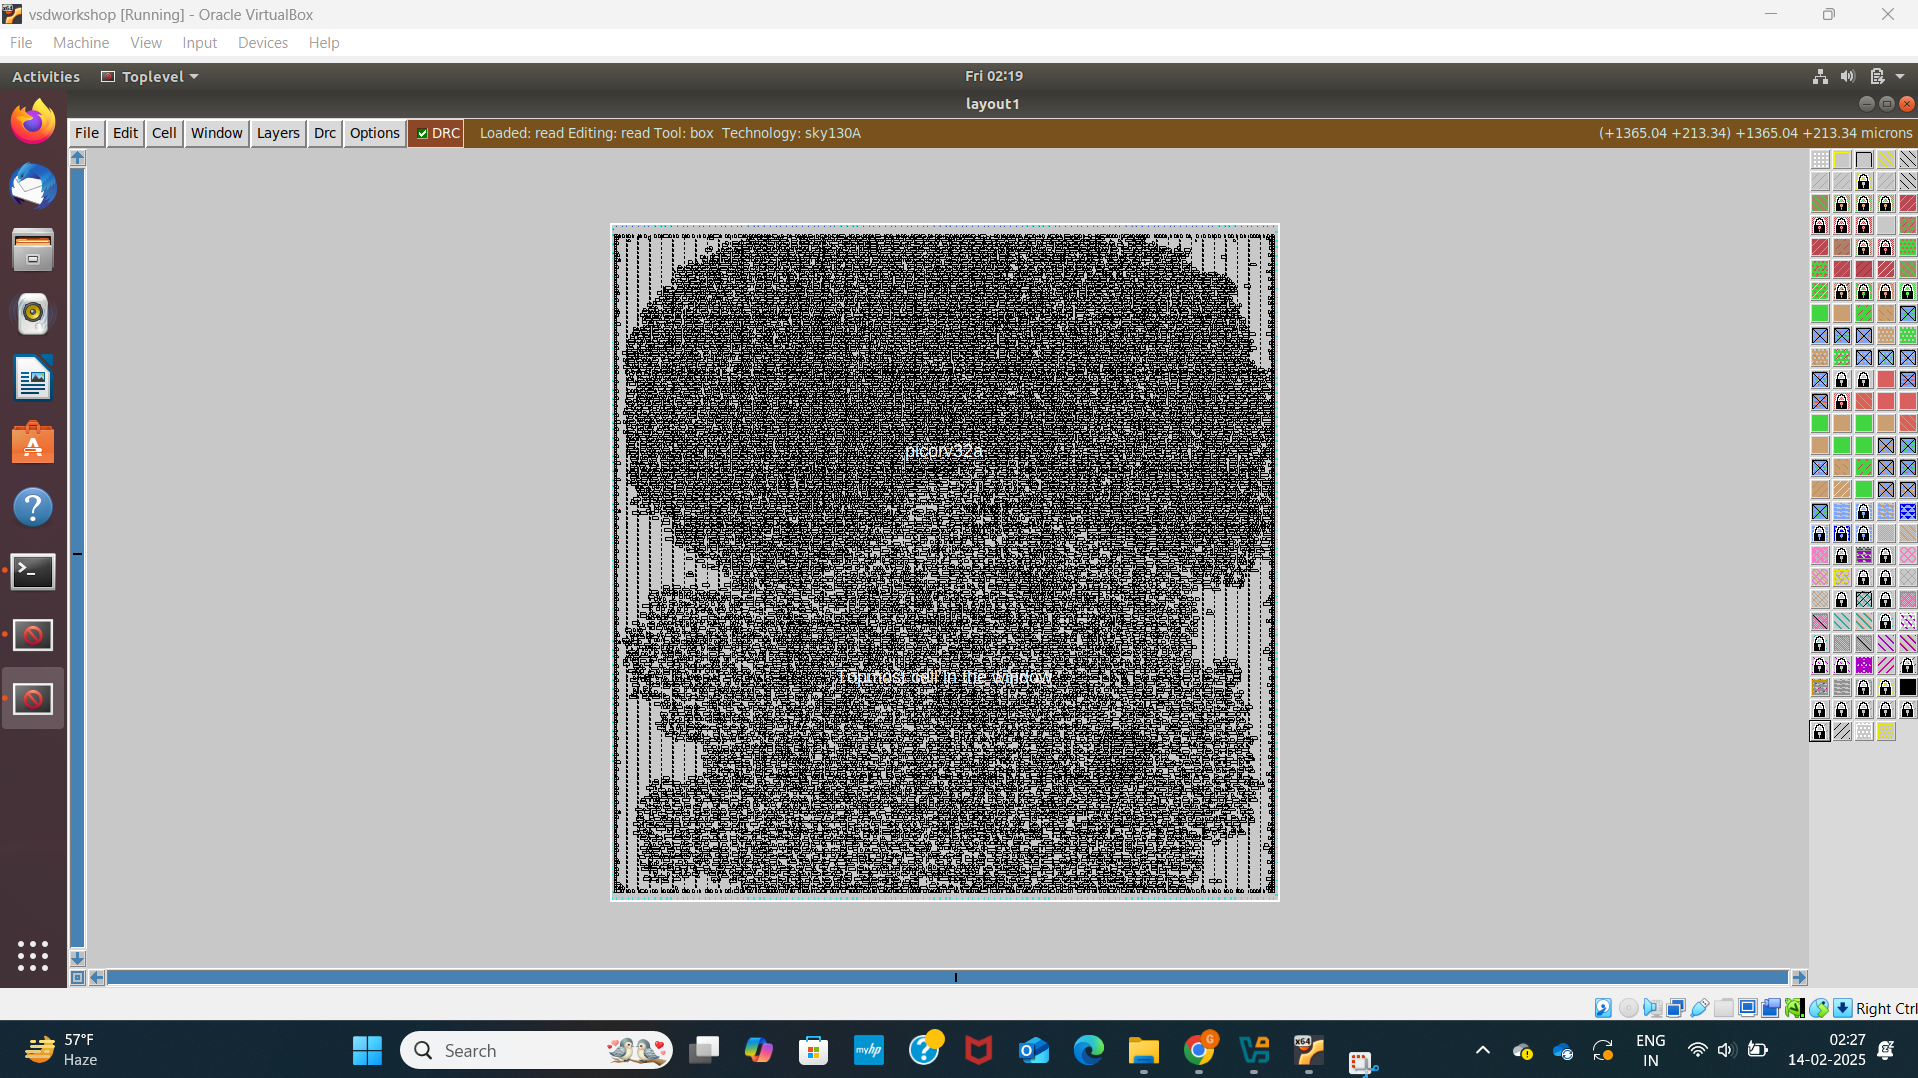 vsdworkshop [Running] - Oracle VirtualBox
File Machine View Input Devices Help
Activities Toplevel Fri 02:19
layout1
File Edit Cell Window Layers Drc Options DRC Loaded: read Editing: read Tool: box Technology: sky130A (+1365.04 +213.34) +1365.04 +213.34 microns
picorv32a
Topmost cell in the window
Right Ctrl
57°F
Haze
Search
myhp
G
x64
ENG
IN
02:27
14-02-2025